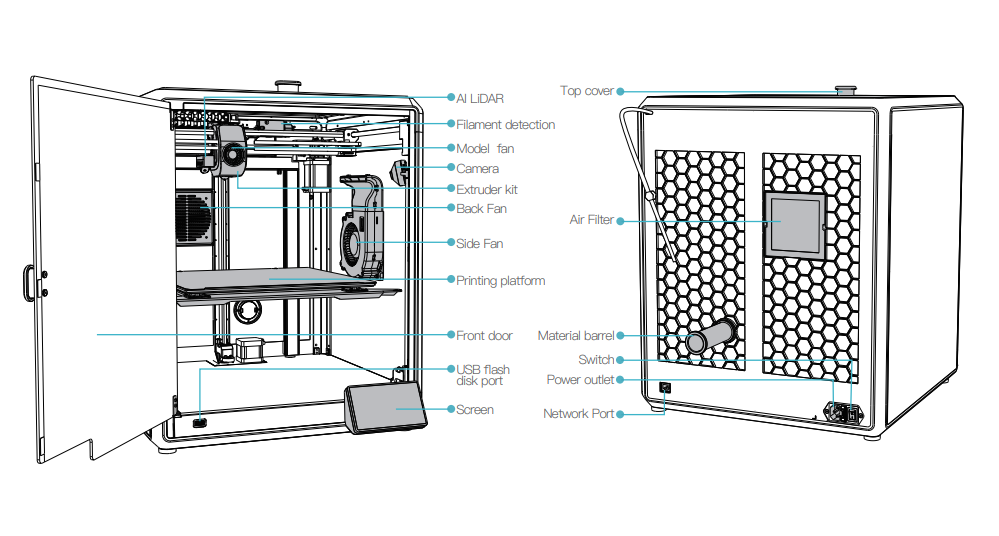 AI LiDAR
Filament detection
Model fan
Camera
Extruder kit
Back Fan
Side Fan
Printing platform
Front door
USB flash
disk port
Screen
Top cover
Air Filter
Material barrel
Switch
Power outlet
Network Port